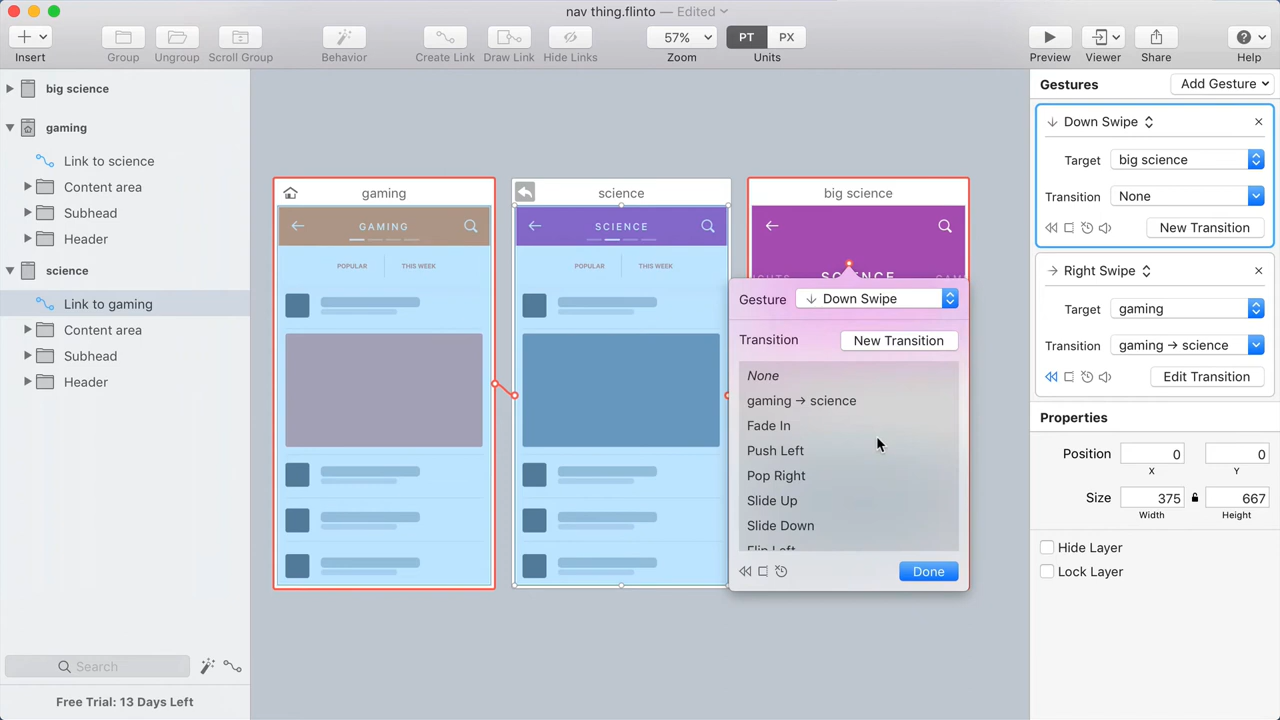 nav thing.flinto — Edited
Insert
Group
Ungroup
Scroll Group
Behavior
Create Link
Draw Link
Hide Links
57%
Zoom
PT
PX
Units
Preview
Viewer
Share
Help
big science
gaming
Link to science
Content area
Subhead
Header
science
Link to gaming
Content area
Subhead
Header
Search
Free Trial: 13 Days Left
gaming
GAMING
POPULAR
THIS WEEK
science
SCIENCE
POPULAR
THIS WEEK
big science
Gesture
Down Swipe
Transition
New Transition
None
gaming → science
Fade In
Push Left
Pop Right
Slide Up
Slide Down
Flip Left
Done
Gestures
Add Gesture
Down Swipe
Target
big science
Transition
None
New Transition
Right Swipe
Target
gaming
Transition
gaming → science
Edit Transition
Properties
Position
0
0
X
Y
Size
375
667
Width
Height
Hide Layer
Lock Layer